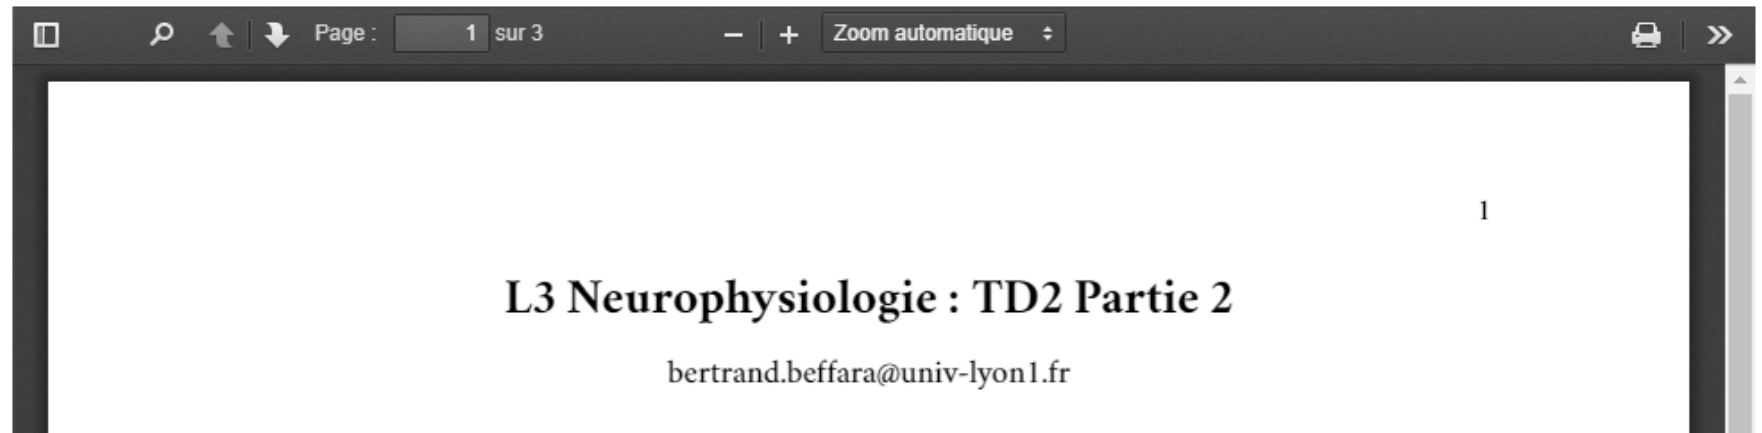 Page : 1 sur 3 Zoom automatique
1
L3 Neurophysiologie : TD2 Partie 2
bertrand.beffara@univ-lyon1.fr